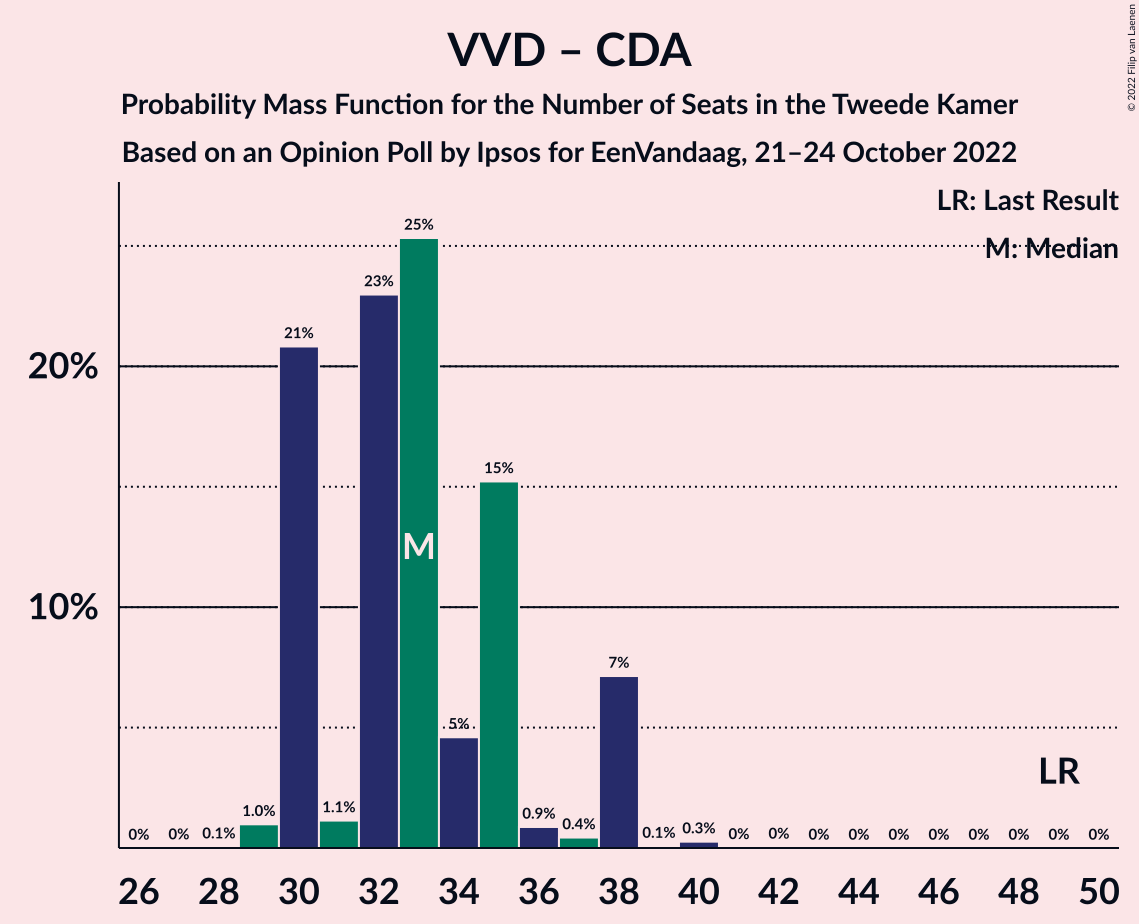 VVD – CDA
Probability Mass Function for the Number of Seats in the Tweede Kamer
Based on an Opinion Poll by Ipsos for EenVandaag, 21–24 October 2022
© 2022 Filip van Laenen
LR: Last Result
M: Median
25%
23%
21%
20%
15%
M
10%
7%
5%
LR
0% 0% 0.1% 1.0% 1.1% 0.9% 0.4% 0.1% 0.3% 0% 0% 0% 0% 0% 0% 0% 0% 0% 0%
26 28 30 32 34 36 38 40 42 44 46 48 50